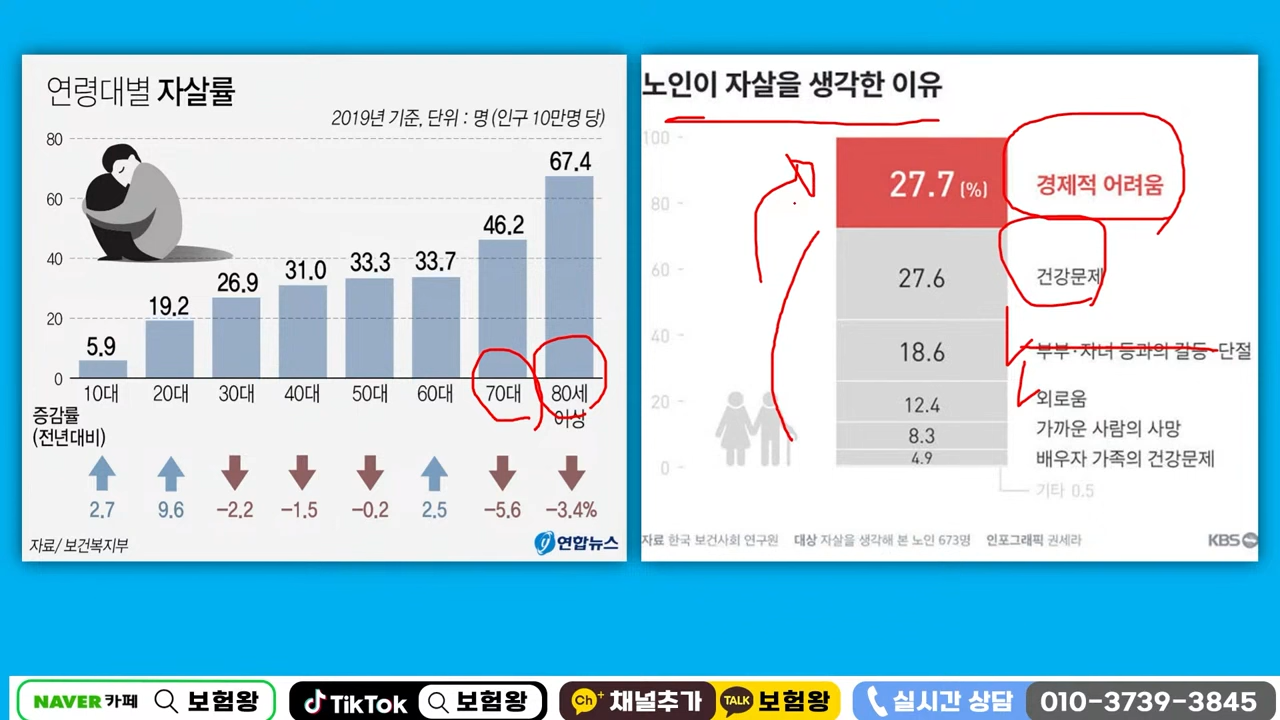 연령대별 자살률
2019년 기준, 단위 : 명 (인구 10만명 당)
80
60
40
20
0
5.9
19.2
26.9
31.0
33.3
33.7
46.2
67.4
10대 20대 30대 40대 50대 60대 70대 80세 이상
증감률
(전년대비)
2.7 9.6 −2.2 −1.5 −0.2 2.5 −5.6 −3.4%
자료/ 보건복지부
연합뉴스
노인이 자살을 생각한 이유
100
80
60
40
20
0
27.7 (%) 경제적 어려움
27.6 건강문제
18.6 부부·자녀 등과의 갈등·단절
12.4 외로움
8.3 가까운 사람의 사망
4.9 배우자 가족의 건강문제
기타 0.5
자료 한국 보건사회 연구원 대상 자살을 생각해 본 노인 673명 인포그래픽 권세라
KBS
NAVER 카페 보험왕
TikTok 보험왕
Ch+ 채널추가 TALK 보험왕
실시간 상담 010-3739-3845